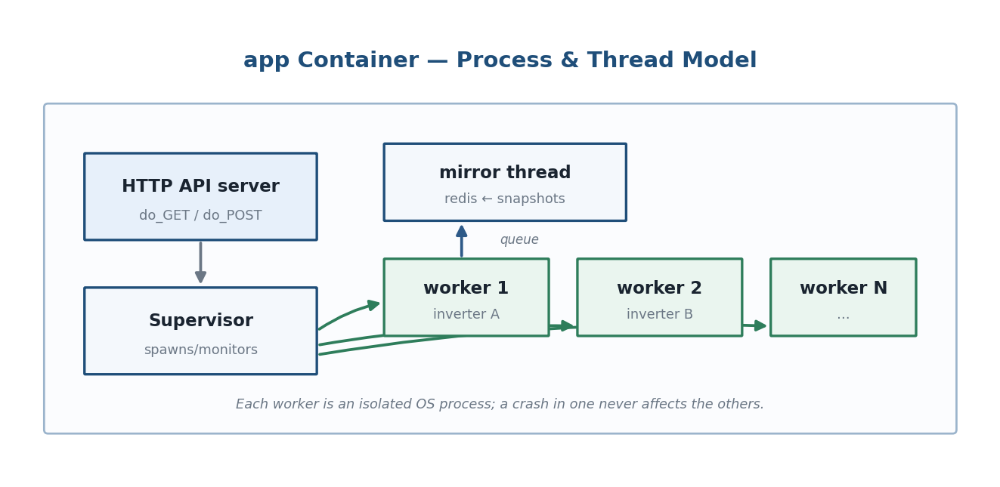 app Container — Process & Thread Model
HTTP API server
do_GET / do_POST
mirror thread
redis ← snapshots
queue
Supervisor
spawns/monitors
worker 1
inverter A
worker 2
inverter B
worker N
...
Each worker is an isolated OS process; a crash in one never affects the others.